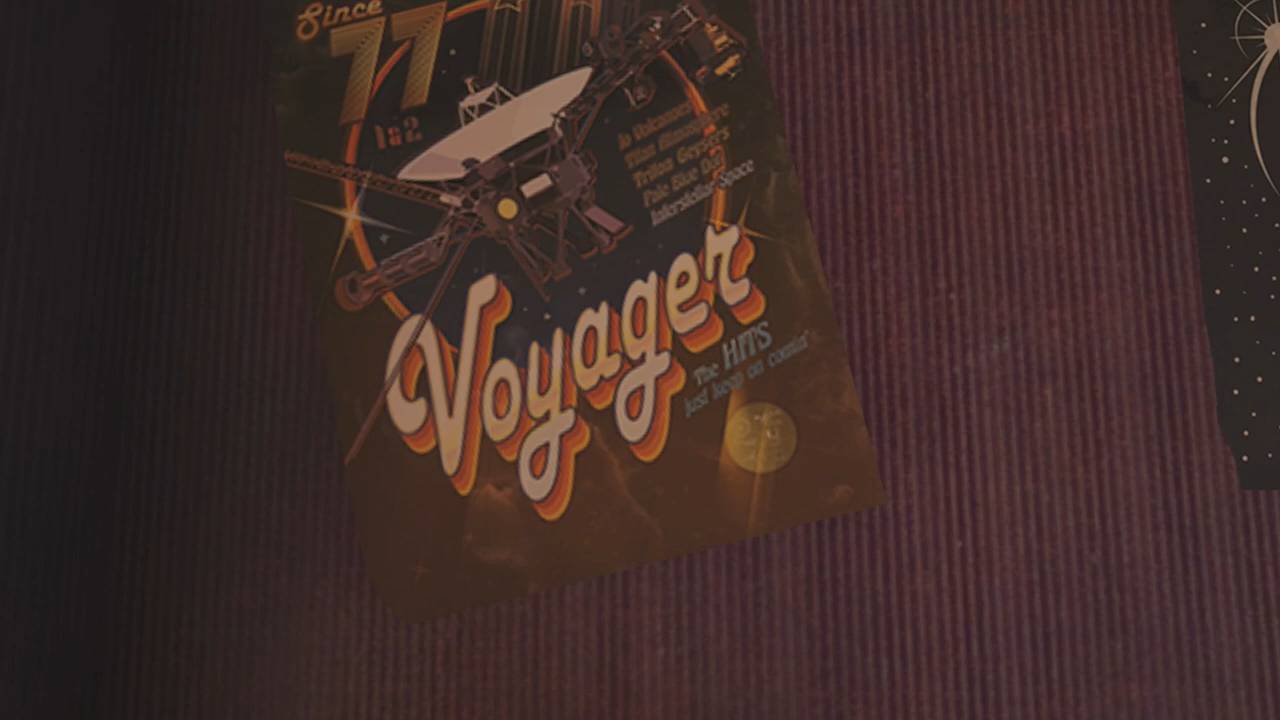 Since
77
1&2
Io Volcanoes
Titan Atmosphere
Triton Geysers
Pale Blue Dot
Interstellar Space
Voyager
The HITS
just keep on comin'